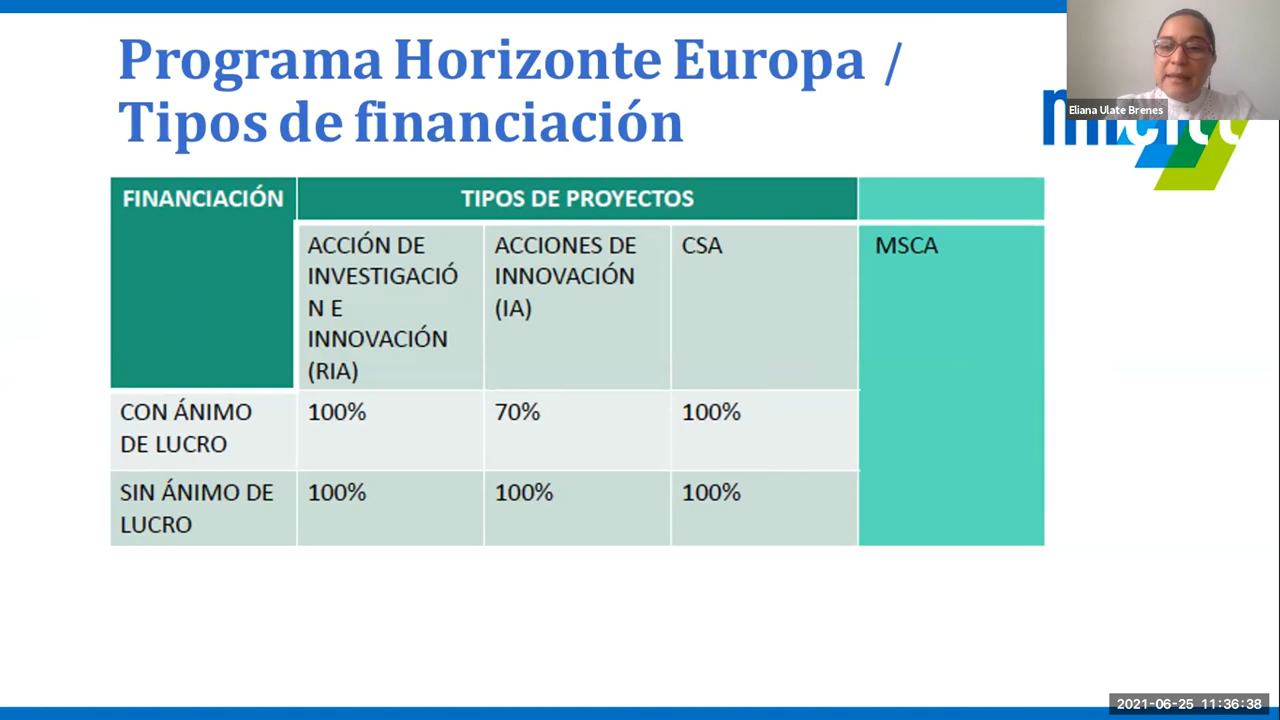 Programa Horizonte Europa /
Tipos de financiación
Eliana Ulate Brenes
FINANCIACIÓN
TIPOS DE PROYECTOS
ACCIÓN DE
INVESTIGACIÓ
N E
INNOVACIÓN
(RIA)
ACCIONES DE
INNOVACIÓN
(IA)
CSA
MSCA
CON ÁNIMO
DE LUCRO
100%
70%
100%
SIN ÁNIMO DE
LUCRO
100%
100%
100%
2021-06-25 11:36:38